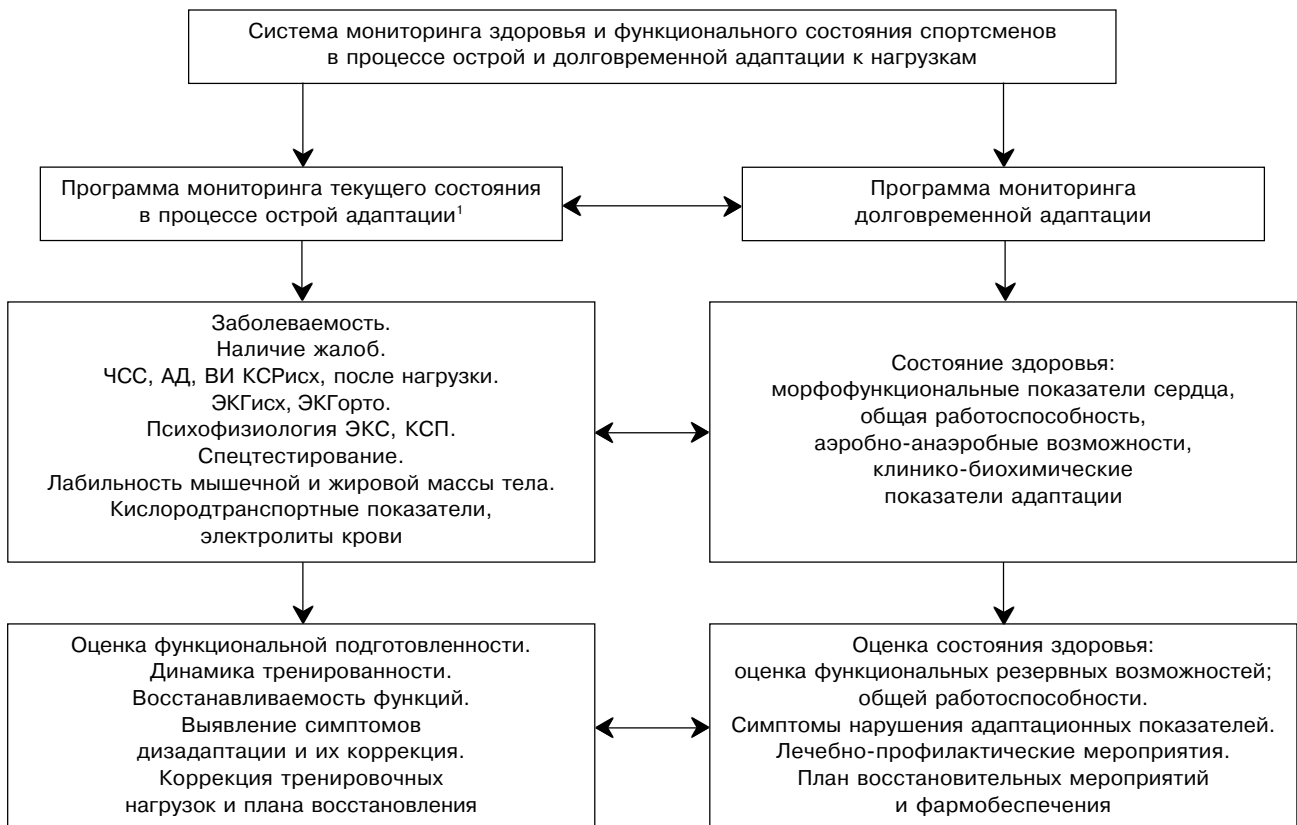 Система мониторинга здоровья и функционального состояния спортсменов
в процессе острой и долговременной адаптации к нагрузкам
Программа мониторинга текущего состояния
в процессе острой адаптации¹
Программа мониторинга
долговременной адаптации
Заболеваемость.
Наличие жалоб.
ЧСС, АД, ВИ КСРисх, после нагрузки.
ЭКГисх, ЭКГорто.
Психофизиология ЭКС, КСП.
Спецтестирование.
Лабильность мышечной и жировой массы тела.
Кислородтранспортные показатели,
электролиты крови
Состояние здоровья:
морфофункциональные показатели сердца,
общая работоспособность,
аэробно-анаэробные возможности,
клинико-биохимические
показатели адаптации
Оценка функциональной подготовленности.
Динамика тренированности.
Восстанавливаемость функций.
Выявление симптомов
дизадаптации и их коррекция.
Коррекция тренировочных
нагрузок и плана восстановления
Оценка состояния здоровья:
оценка функциональных резервных возможностей;
общей работоспособности.
Симптомы нарушения адаптационных показателей.
Лечебно-профилактические мероприятия.
План восстановительных мероприятий
и фармобеспечения